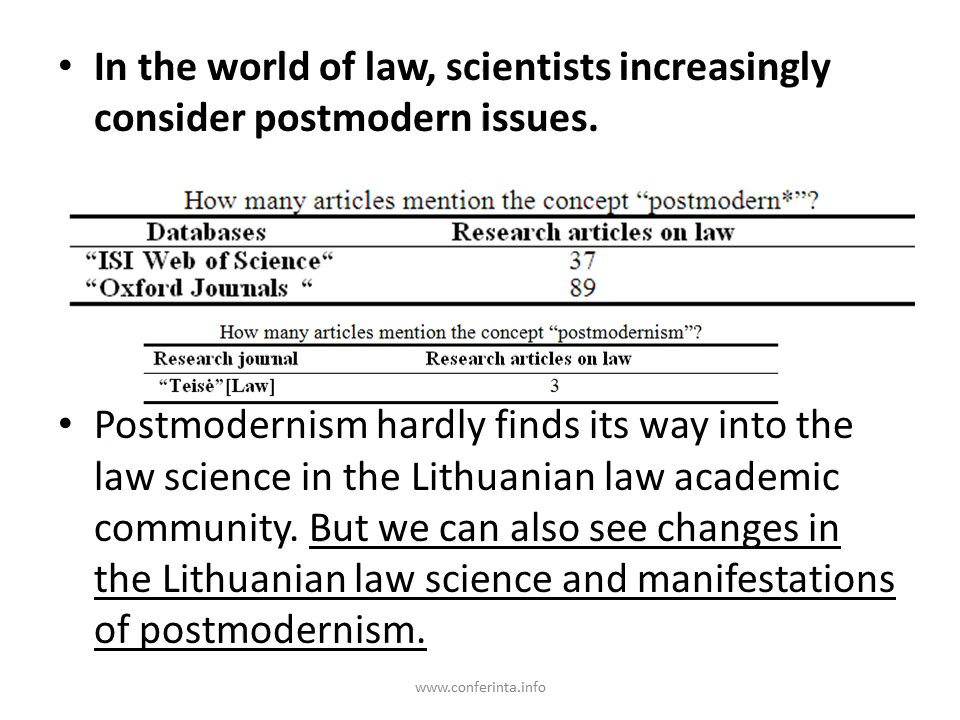 • In the world of law, scientists increasingly
consider postmodern issues.
How many articles mention the concept “postmodern*”?
Databases Research articles on law
“ISI Web of Science“ 37
“Oxford Journals “ 89
How many articles mention the concept “postmodernism”?
Research journal Research articles on law
“Teisė”[Law] 3
• Postmodernism hardly finds its way into the
law science in the Lithuanian law academic
community. But we can also see changes in
the Lithuanian law science and manifestations
of postmodernism.
www.conferinta.info